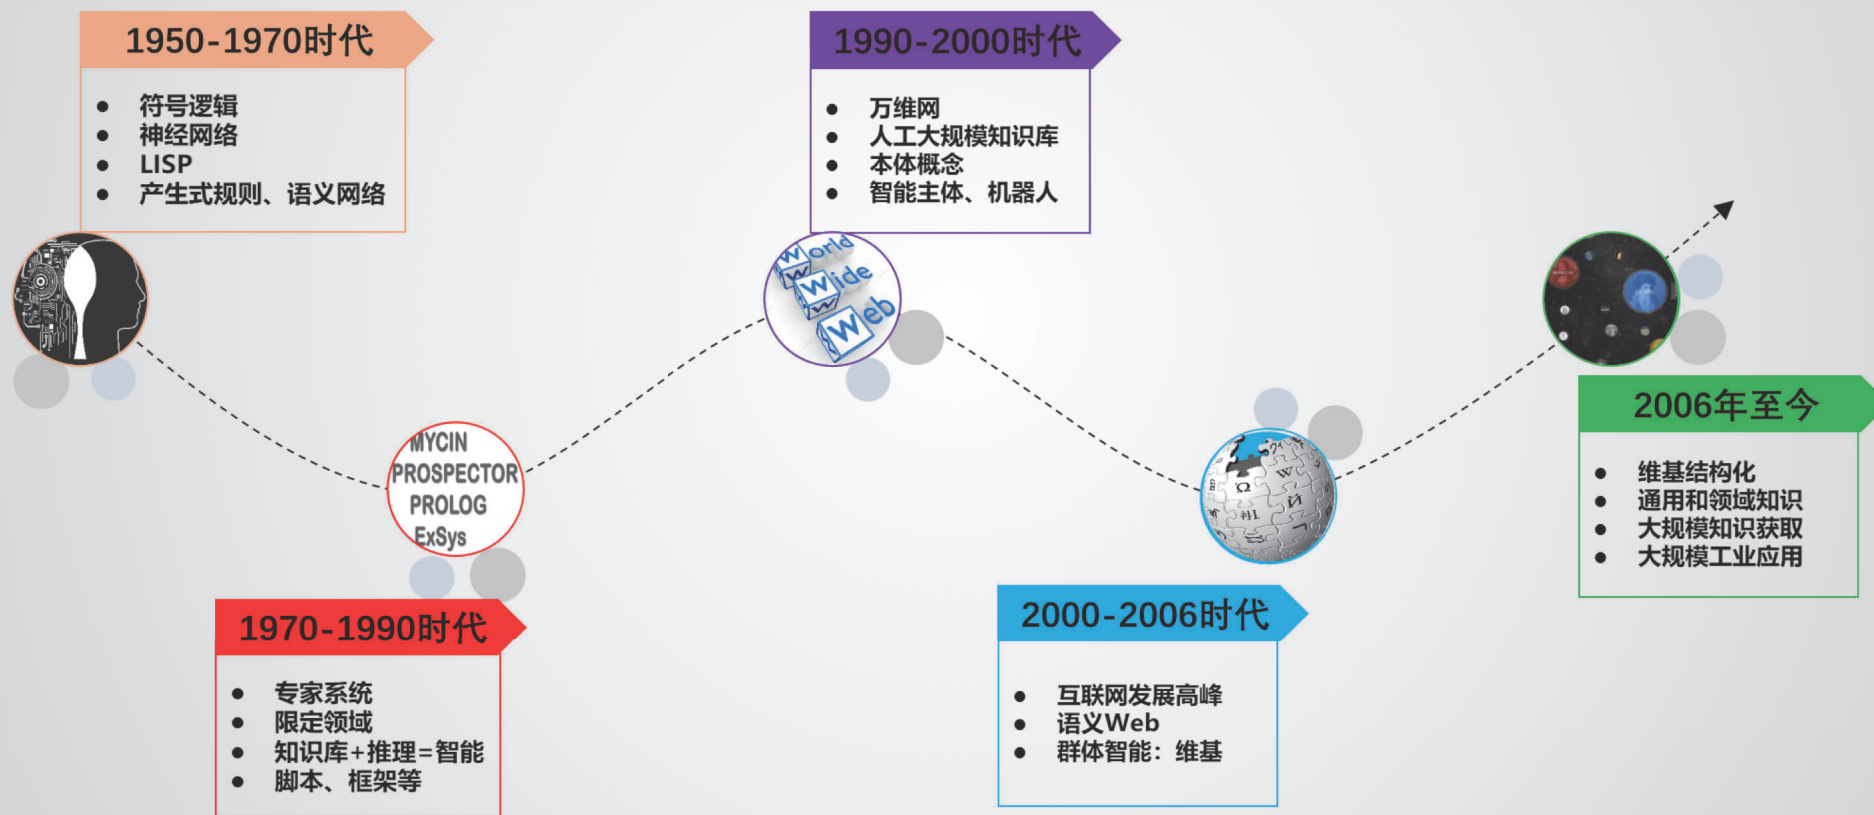 1950-1970时代
● 符号逻辑
● 神经网络
● LISP
● 产生式规则、语义网络
MYCIN
PROSPECTOR
PROLOG
ExSys
1970-1990时代
● 专家系统
● 限定领域
● 知识库+推理=智能
● 脚本、框架等
1990-2000时代
● 万维网
● 人工大规模知识库
● 本体概念
● 智能主体、机器人
World
Wide
Web
2000-2006时代
● 互联网发展高峰
● 语义Web
● 群体智能：维基
Ω
W
И
2006年至今
● 维基结构化
● 通用和领域知识
● 大规模知识获取
● 大规模工业应用